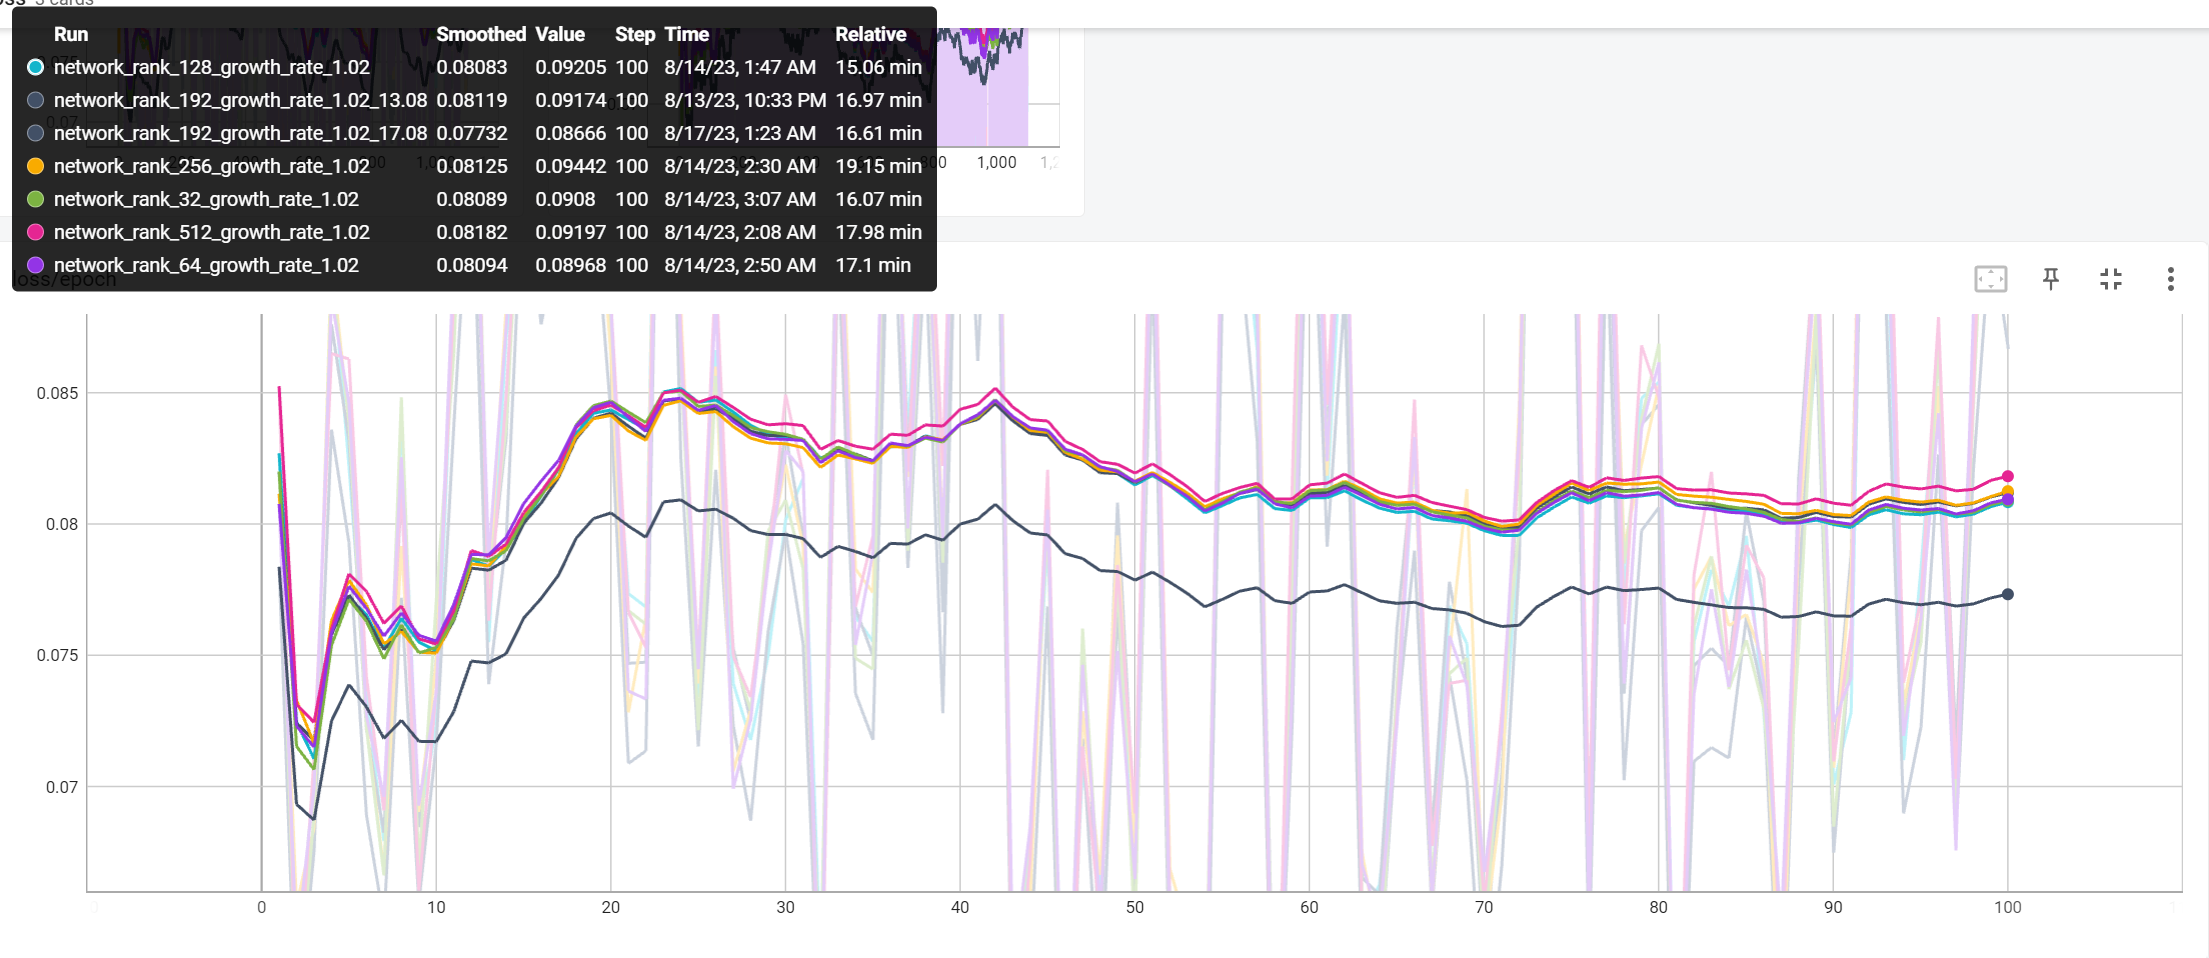 3 cards
Run Smoothed Value Step Time Relative
network_rank_128_growth_rate_1.02 0.08083 0.09205 100 8/14/23, 1:47 AM 15.06 min
network_rank_192_growth_rate_1.02_13.08 0.08119 0.09174 100 8/13/23, 10:33 PM 16.97 min
network_rank_192_growth_rate_1.02_17.08 0.07732 0.08666 100 8/17/23, 1:23 AM 16.61 min
network_rank_256_growth_rate_1.02 0.08125 0.09442 100 8/14/23, 2:30 AM 19.15 min
network_rank_32_growth_rate_1.02 0.08089 0.0908 100 8/14/23, 3:07 AM 16.07 min
network_rank_512_growth_rate_1.02 0.08182 0.09197 100 8/14/23, 2:08 AM 17.98 min
network_rank_64_growth_rate_1.02 0.08094 0.08968 100 8/14/23, 2:50 AM 17.1 min
800 1,000 1,2
loss/epoch
0.085
0.08
0.075
0.07
0 10 20 30 40 50 60 70 80 90 100